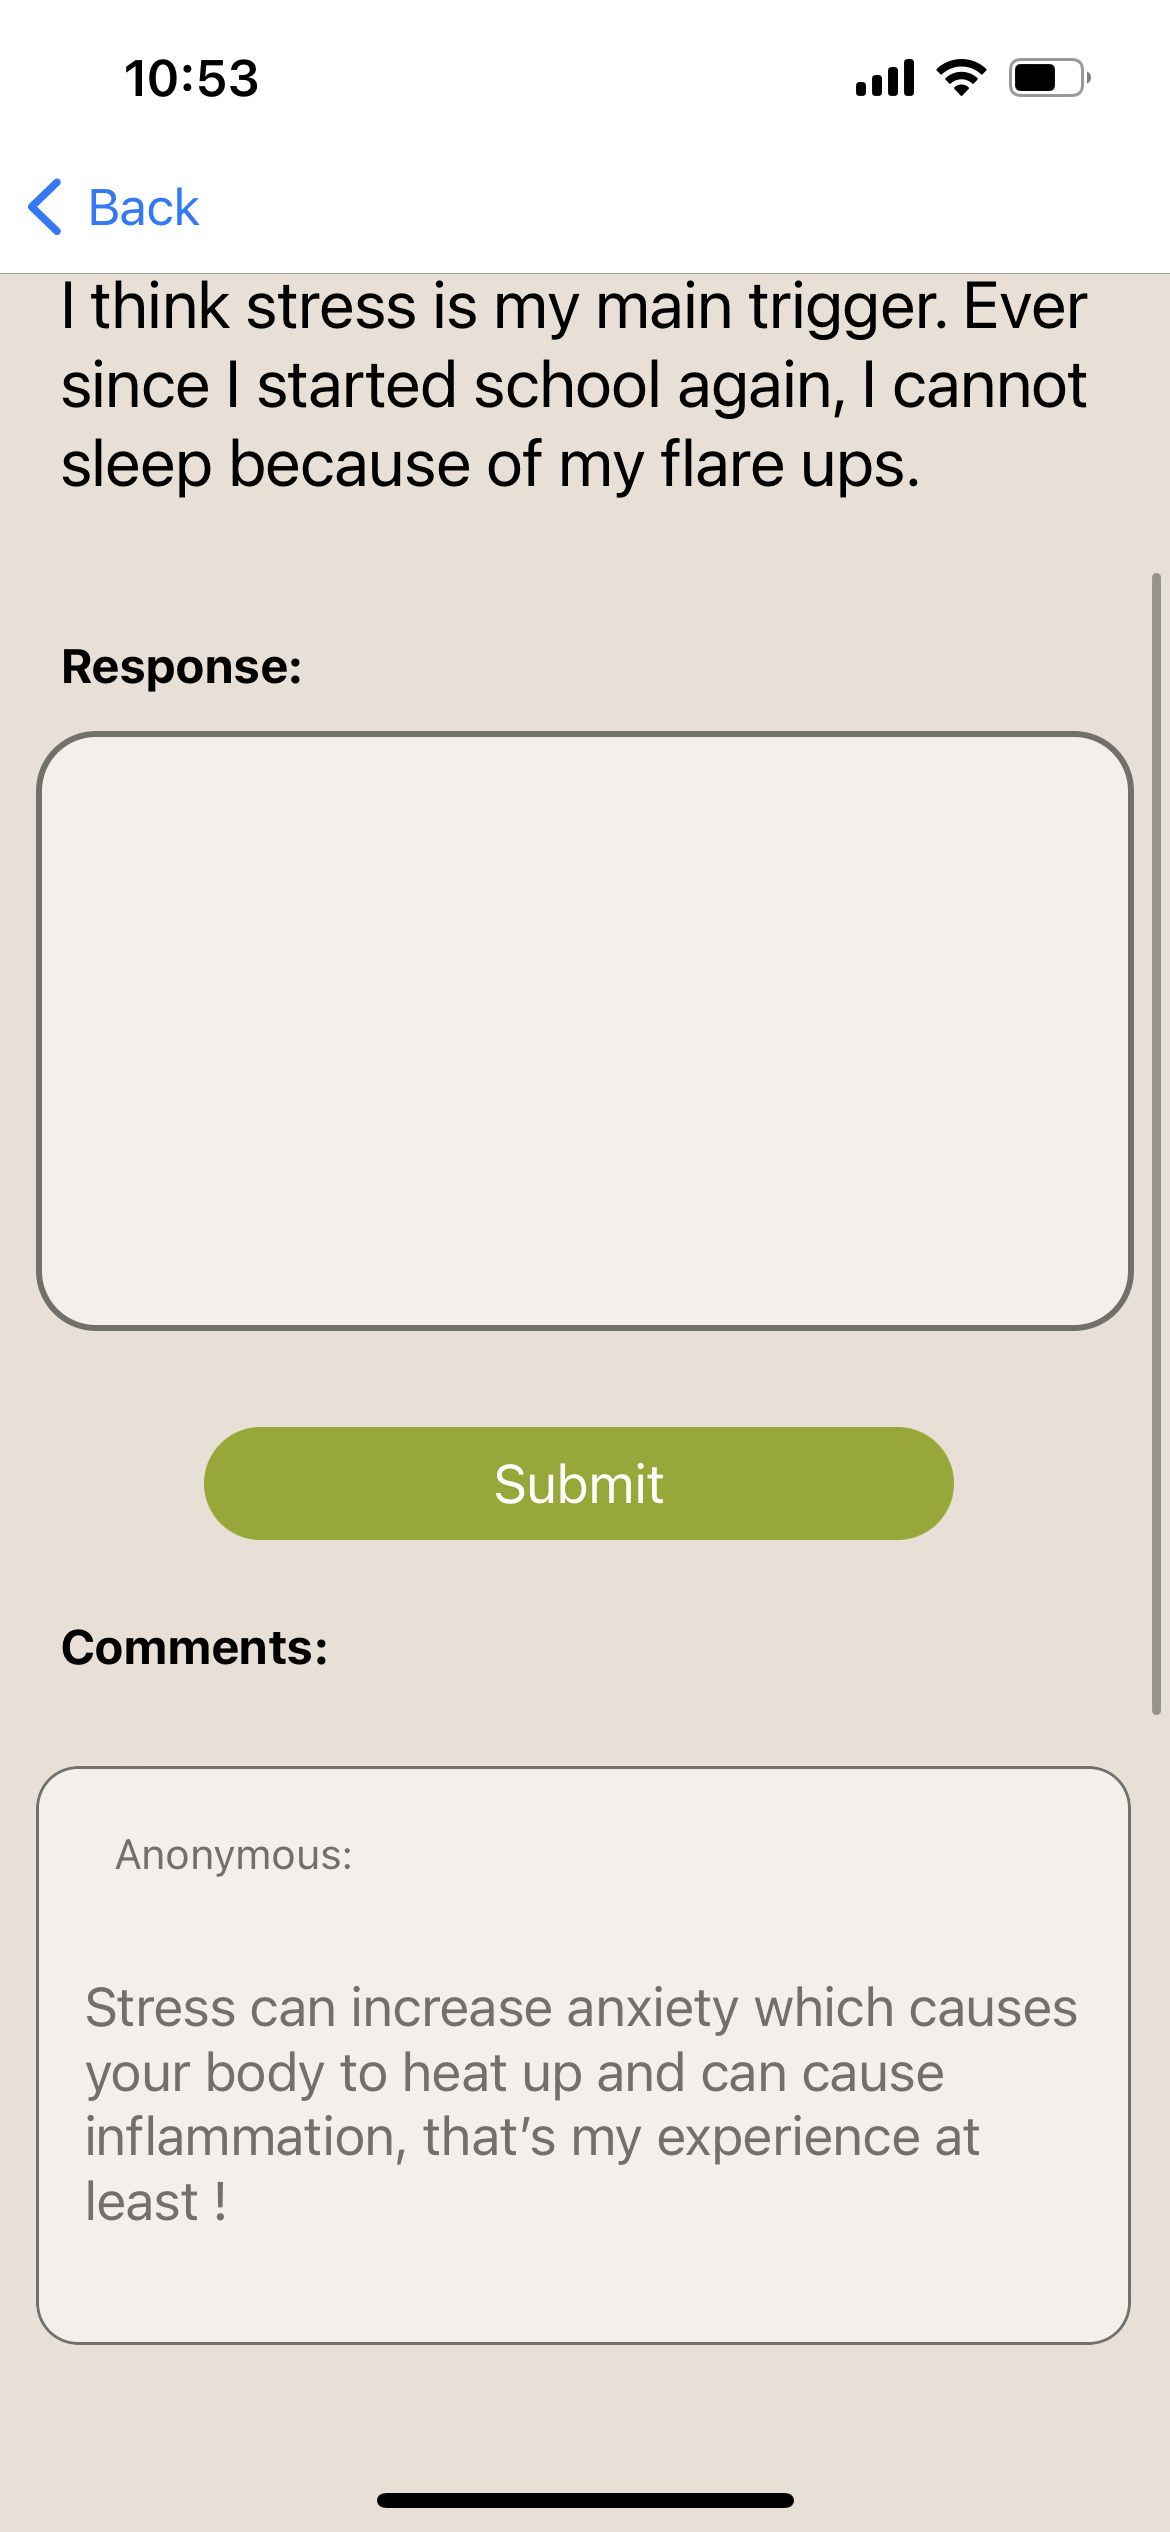 10:53
Back
I think stress is my main trigger. Ever
since I started school again, I cannot
sleep because of my flare ups.
Response:
Submit
Comments:
Anonymous:
Stress can increase anxiety which causes
your body to heat up and can cause
inflammation, that’s my experience at
least !